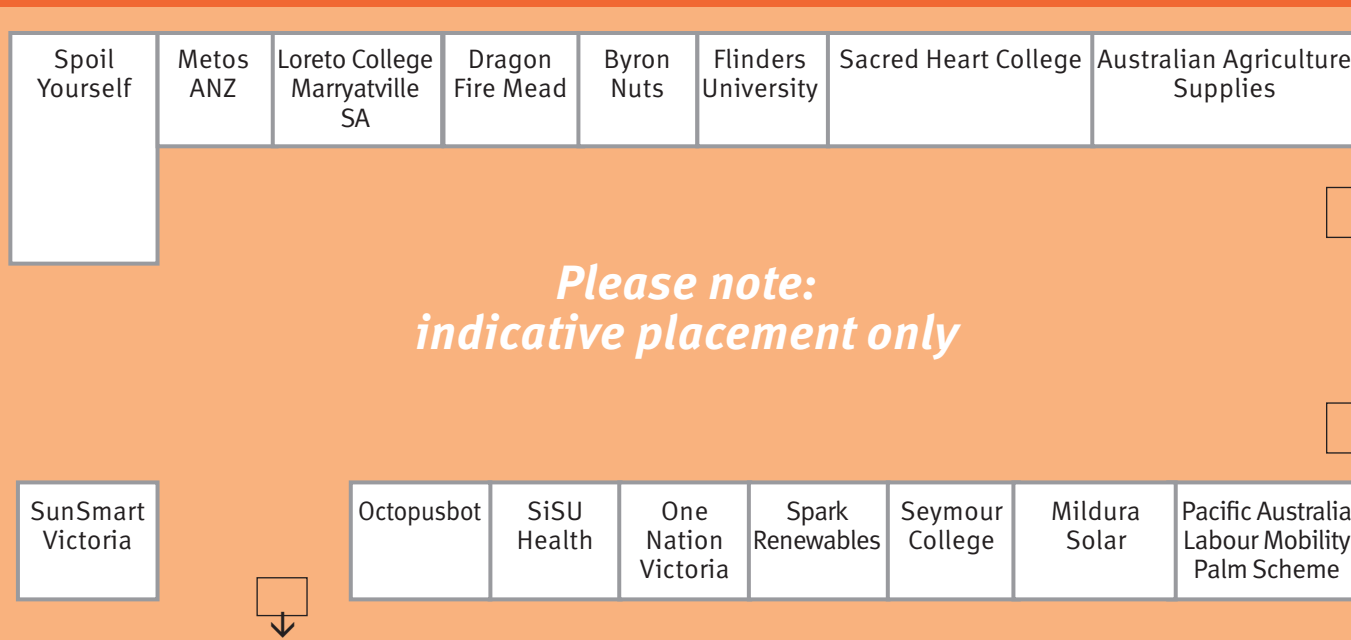 Spoil
Yourself
Metos
ANZ
Loreto College
Marryatville
SA
Dragon
Fire Mead
Byron
Nuts
Flinders
University
Sacred Heart College
Australian Agriculture
Supplies
Please note:
indicative placement only
SunSmart
Victoria
Octopusbot
SiSU
Health
One
Nation
Victoria
Spark
Renewables
Seymour
College
Mildura
Solar
Pacific Australia
Labour Mobility
Palm Scheme